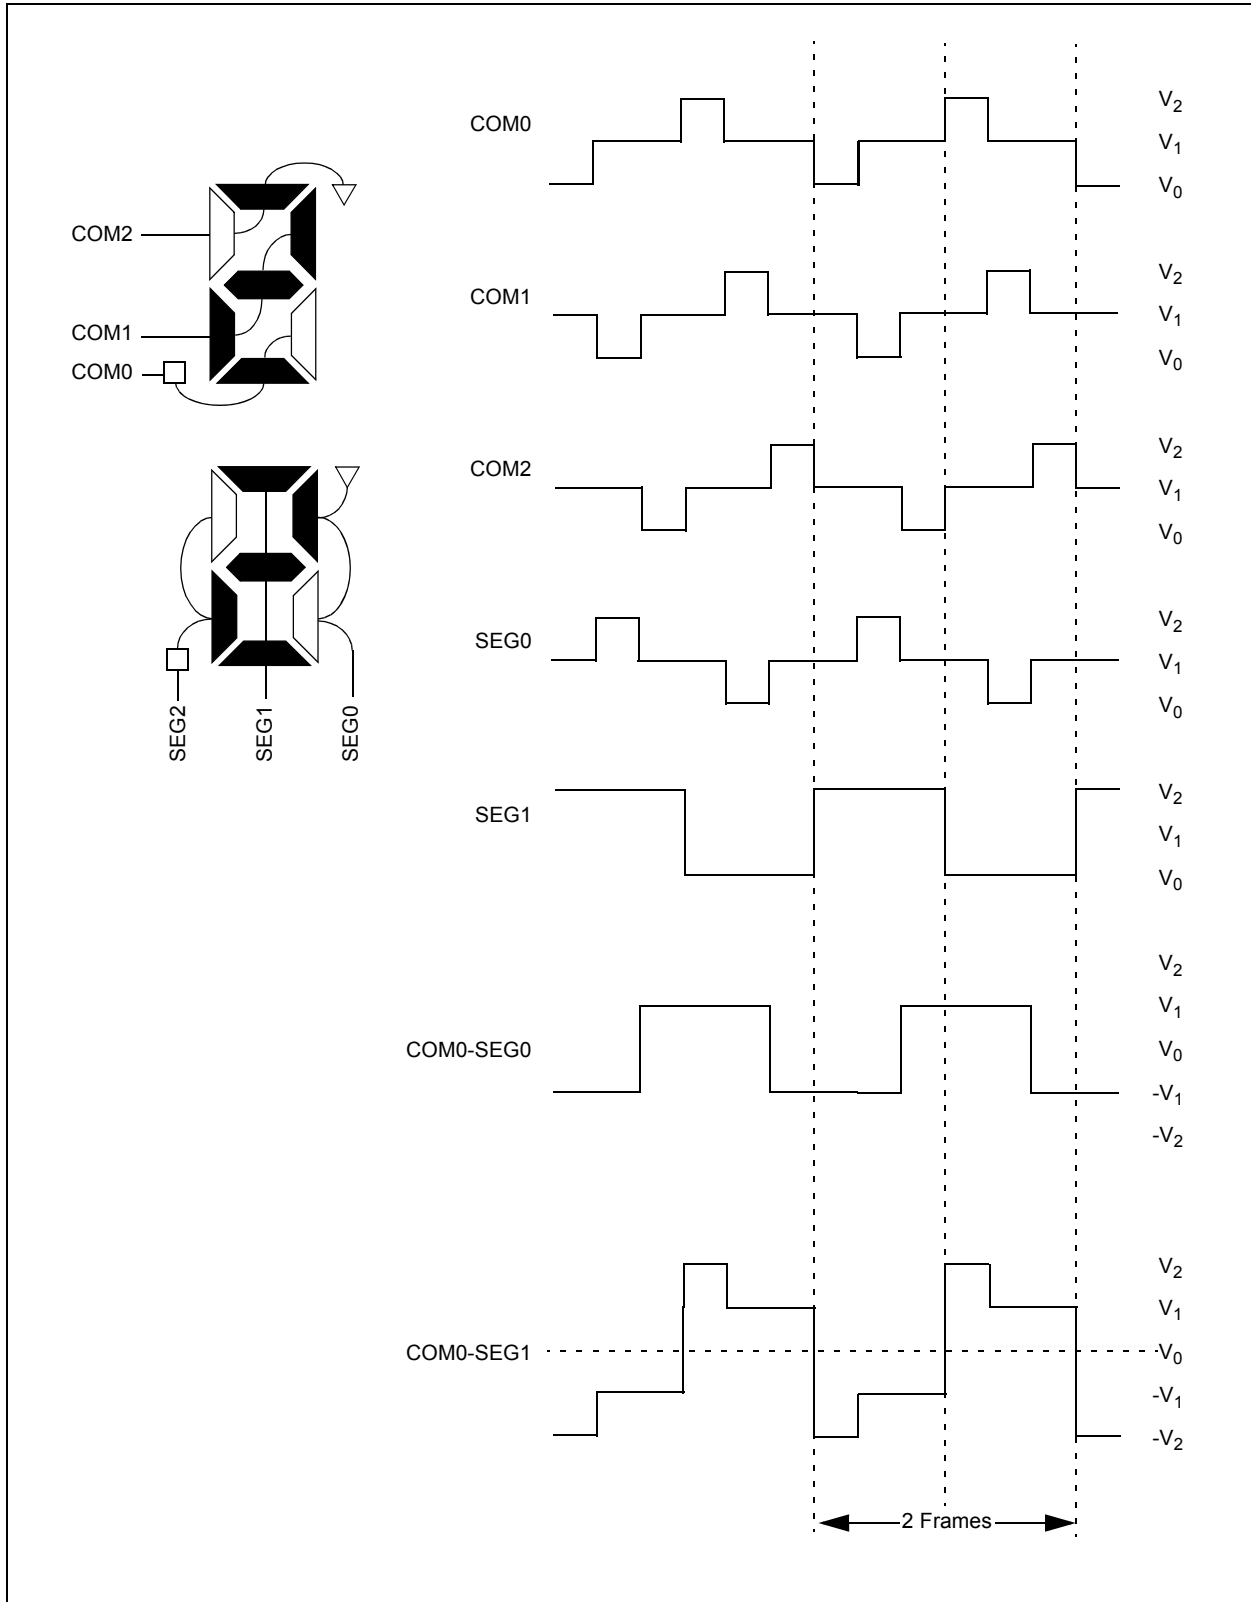 COM2
COM1
COM0
SEG2
SEG1
SEG0
COM0
V2
V1
V0
COM1
V2
V1
V0
COM2
V2
V1
V0
SEG0
V2
V1
V0
SEG1
V2
V1
V0
COM0-SEG0
V2
V1
V0
-V1
-V2
COM0-SEG1
V2
V1
V0
-V1
-V2
2 Frames